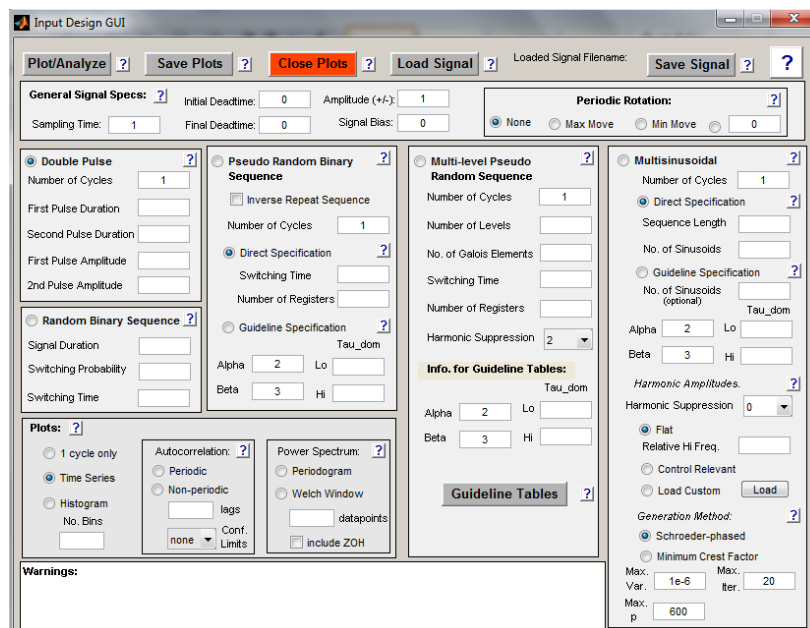 Input Design GUI
Plot/Analyze ? Save Plots ? Close Plots ? Load Signal ? Loaded Signal Filename: Save Signal ? ?
General Signal Specs: ? Initial Deadtime: 0 Amplitude (+/-): 1
Sampling Time: 1 Final Deadtime: 0 Signal Bias: 0
Periodic Rotation: ?
None Max Move Min Move 0
Double Pulse ?
Number of Cycles 1
First Pulse Duration
Second Pulse Duration
First Pulse Amplitude
2nd Pulse Amplitude
Random Binary Sequence ?
Signal Duration
Switching Probability
Switching Time
Pseudo Random Binary ?
Sequence
Inverse Repeat Sequence
Number of Cycles 1
Direct Specification ?
Switching Time
Number of Registers
Guideline Specification ?
Tau_dom
Alpha 2 Lo
Beta 3 Hi
Multi-level Pseudo ?
Random Sequence
Number of Cycles 1
Number of Levels
No. of Galois Elements
Switching Time
Number of Registers
Harmonic Suppression 2
Info. for Guideline Tables:
Tau_dom
Alpha 2 Lo
Beta 3 Hi
Guideline Tables ?
Multisinusoidal ?
Number of Cycles 1
Direct Specification ?
Sequence Length
No. of Sinusoids
Guideline Specification ?
No. of Sinusoids
(optional)
Tau_dom
Alpha 2 Lo
Beta 3 Hi
Harmonic Amplitudes. ?
Harmonic Suppression 0
Flat
Relative Hi Freq.
Control Relevant
Load Custom Load
Generation Method: ?
Schroeder-phased
Minimum Crest Factor
Max. Var. 1e-6 Max. Iter. 20
Max. p 600
Plots: ?
1 cycle only
Time Series
Histogram
No. Bins
Autocorrelation: ?
Periodic
Non-periodic
lags
none Conf. Limits
Power Spectrum: ?
Periodogram
Welch Window
datapoints
include ZOH
Warnings: